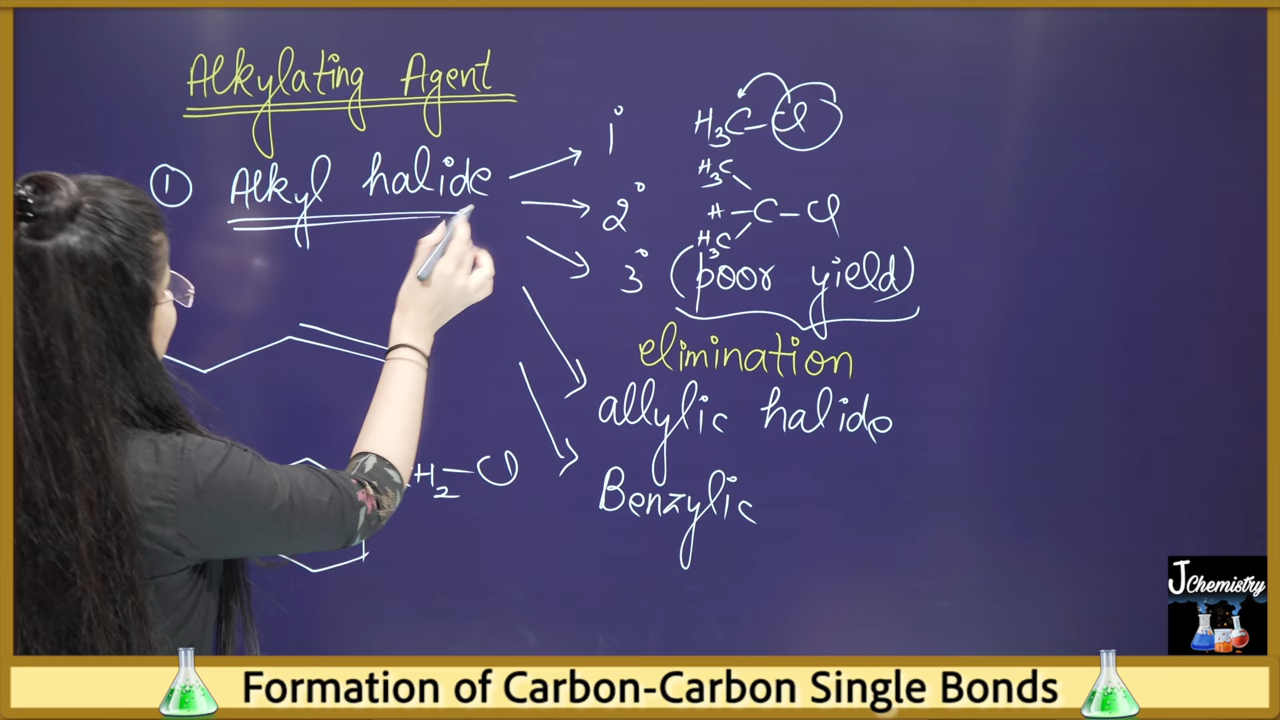 Alkylating Agent
① Alkyl halide
1°
H₃C–Cl
2°
H₃C
H–C–Cl
H₃C
3° (poor yield)
elimination
allylic halide
H₂–Cl
Benzylic
J Chemistry
Formation of Carbon-Carbon Single Bonds